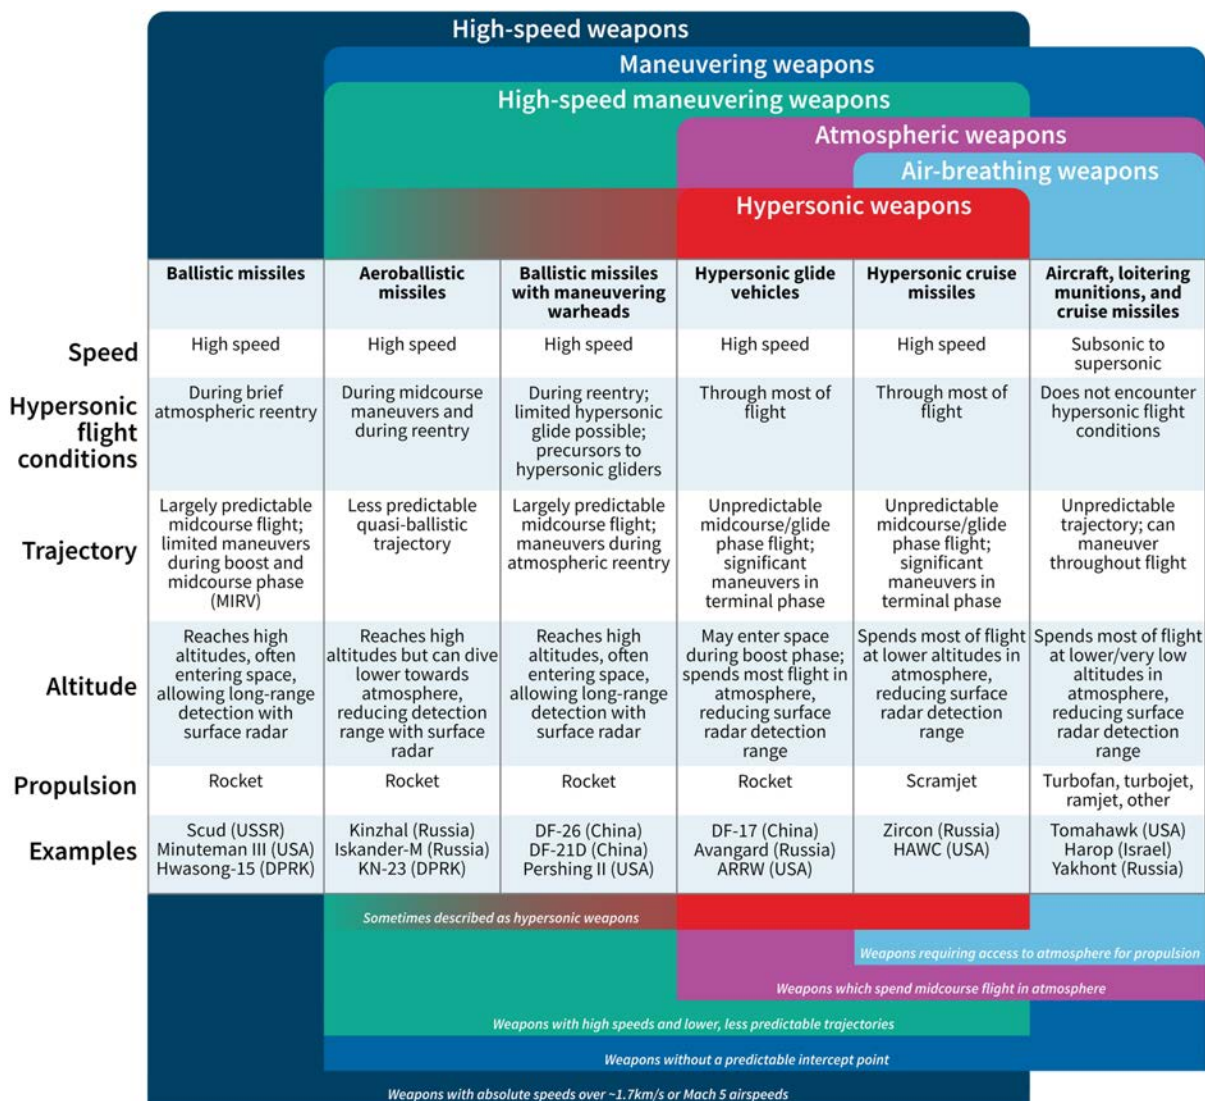 High-speed weapons
Maneuvering weapons
High-speed maneuvering weapons
Atmospheric weapons
Air-breathing weapons
Hypersonic weapons
Ballistic missiles
Aeroballistic
missiles
Ballistic missiles
with maneuvering
warheads
Hypersonic glide
vehicles
Hypersonic cruise
missiles
Aircraft, loitering
munitions, and
cruise missiles
Speed
High speed
High speed
High speed
High speed
High speed
Subsonic to
supersonic
Hypersonic
flight
conditions
During brief
atmospheric reentry
During midcourse
maneuvers and
during reentry
During reentry;
limited hypersonic
glide possible;
precursors to
hypersonic gliders
Through most of
flight
Through most of
flight
Does not encounter
hypersonic flight
conditions
Trajectory
Largely predictable
midcourse flight;
limited maneuvers
during boost and
midcourse phase
(MIRV)
Less predictable
quasi-ballistic
trajectory
Largely predictable
midcourse flight;
maneuvers during
atmospheric reentry
Unpredictable
midcourse/glide
phase flight;
significant
maneuvers in
terminal phase
Unpredictable
midcourse/glide
phase flight;
significant
maneuvers in
terminal phase
Unpredictable
trajectory; can
maneuver
throughout flight
Altitude
Reaches high
altitudes, often
entering space,
allowing long-range
detection with
surface radar
Reaches high
altitudes but can dive
lower towards
atmosphere,
reducing detection
range with surface
radar
Reaches high
altitudes, often
entering space,
allowing long-range
detection with
surface radar
May enter space
during boost phase;
spends most flight in
atmosphere,
reducing surface
radar detection
range
Spends most of flight
at lower altitudes in
atmosphere,
reducing surface
radar detection
range
Spends most of flight
at lower/very low
altitudes in
atmosphere,
reducing surface
radar detection
range
Propulsion
Rocket
Rocket
Rocket
Rocket
Scramjet
Turbofan, turbojet,
ramjet, other
Examples
Scud (USSR)
Minuteman III (USA)
Hwasong-15 (DPRK)
Kinzhal (Russia)
Iskander-M (Russia)
KN-23 (DPRK)
DF-26 (China)
DF-21D (China)
Pershing II (USA)
DF-17 (China)
Avangard (Russia)
ARRW (USA)
Zircon (Russia)
HAWC (USA)
Tomahawk (USA)
Harop (Israel)
Yakhont (Russia)
Sometimes described as hypersonic weapons
Weapons requiring access to atmosphere for propulsion
Weapons which spend midcourse flight in atmosphere
Weapons with high speeds and lower, less predictable trajectories
Weapons without a predictable intercept point
Weapons with absolute speeds over ~1.7km/s or Mach 5 airspeeds